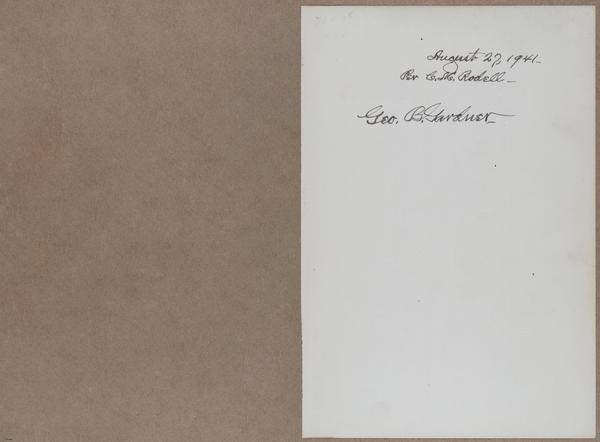 August 27, 1941-
Per C. M. Rodell-
Geo. B. Gardner-